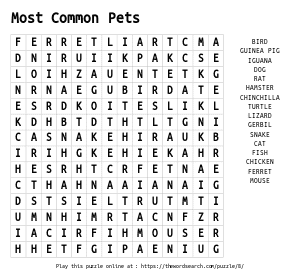 Most Common Pets
F E R R E T L I A R T C M A
D N I R U I I K P A K C S E
L O I H Z A U E N T E T K G
N R N A E G U B I R D A T E
E S R D K O I T E S L I K L
K D H B T D T H T L T G N I
C A S N A K E H I R A U K B
I R I H G K E H I E K A H R
H E S R H T C R F E T N A E
C T H A H N A A I A N A I G
D S T S I E L T R U T M T I
U M N H I M R T A C N F Z R
I A C I R F I H M O U S E R
H H E T F G I P A E N I U G
BIRD
GUINEA PIG
IGUANA
DOG
RAT
HAMSTER
CHINCHILLA
TURTLE
LIZARD
GERBIL
SNAKE
CAT
FISH
CHICKEN
FERRET
MOUSE
Play this puzzle online at : https://thewordsearch.com/puzzle/8/